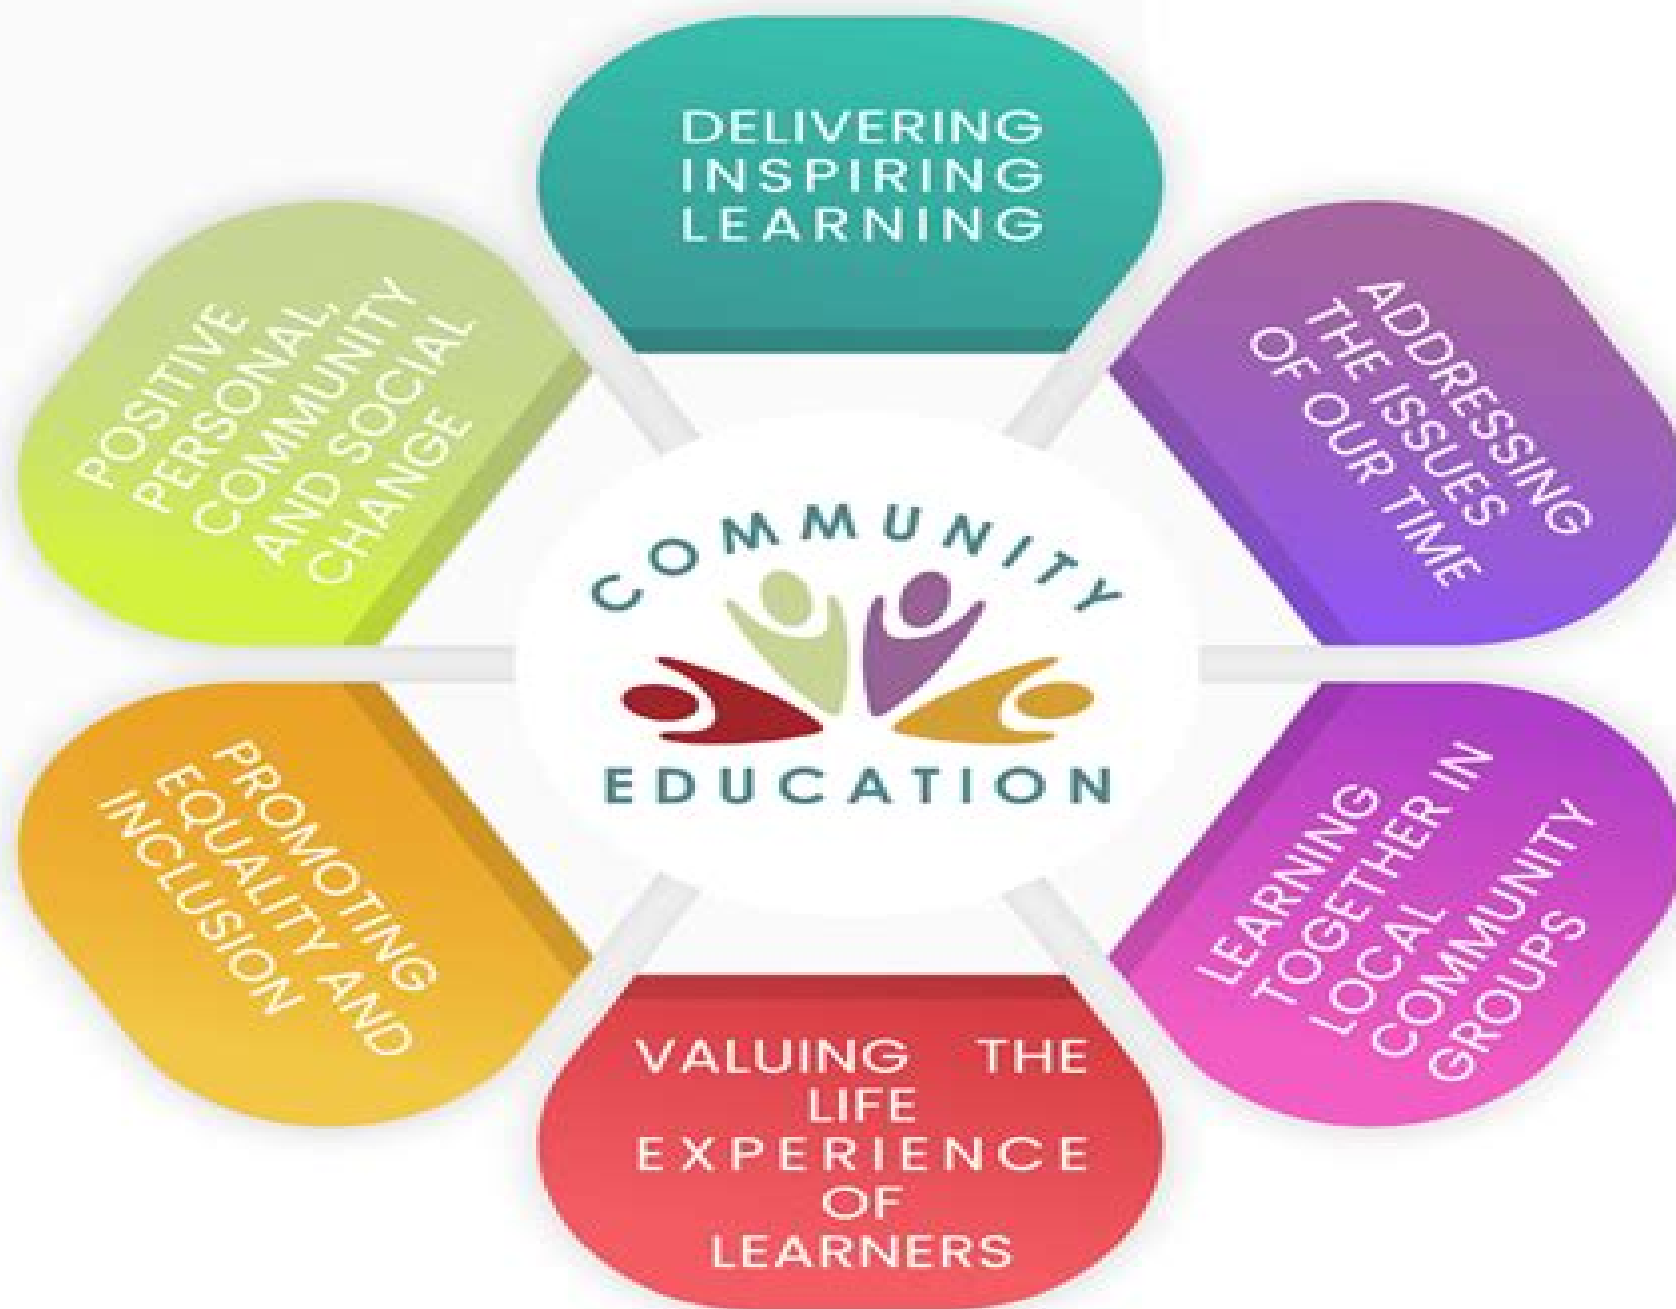 DELIVERING
INSPIRING
LEARNING
ADDRESSING
THE ISSUES
OF OUR TIME
LEARNING
TOGETHER IN
LOCAL
COMMUNITY
GROUPS
VALUING THE
LIFE
EXPERIENCE
OF
LEARNERS
PROMOTING
EQUALITY AND
INCLUSION
POSITIVE
PERSONAL,
COMMUNITY
AND SOCIAL
CHANGE
COMMUNITY
EDUCATION